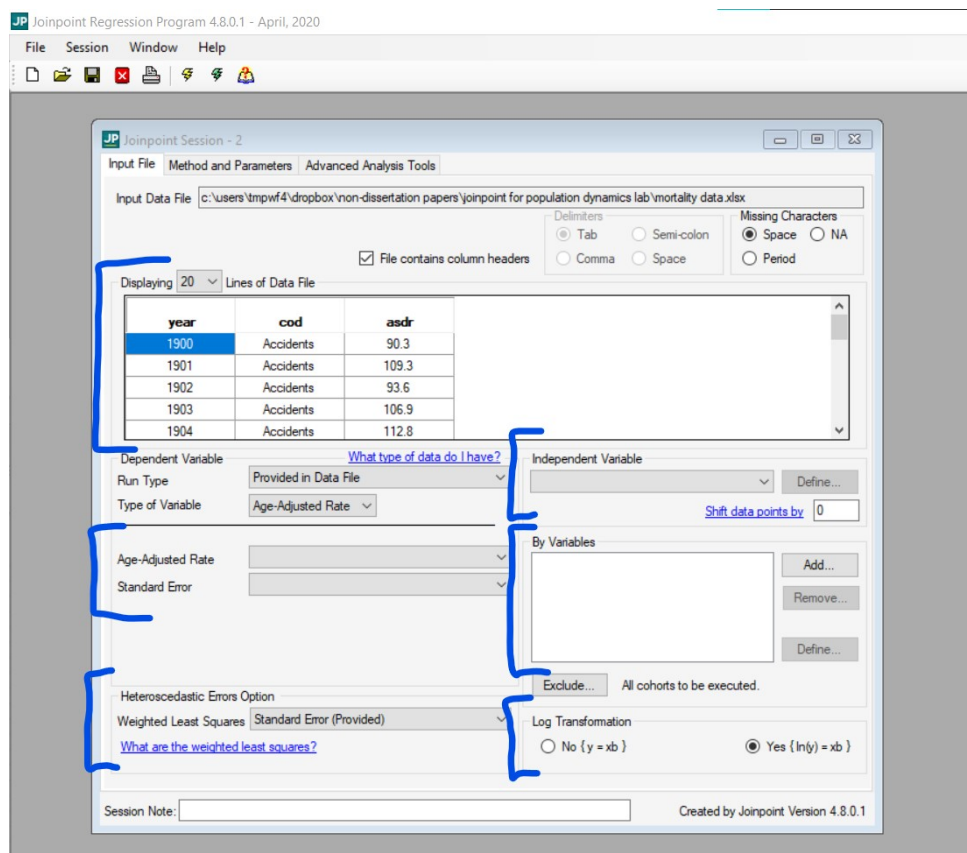 JP Joinpoint Regression Program 4.8.0.1 - April, 2020
File Session Window Help
JP Joinpoint Session - 2
Input File Method and Parameters Advanced Analysis Tools
Input Data File c:\users\tmpwf4\dropbox\non-dissertation papers\joinpoint for population dynamics lab\mortality data.xlsx
Delimiters
Tab Semi-colon
Comma Space
Missing Characters
Space NA
Period
File contains column headers
Displaying 20 Lines of Data File
year cod asdr
1900 Accidents 90.3
1901 Accidents 109.3
1902 Accidents 93.6
1903 Accidents 106.9
1904 Accidents 112.8
Dependent Variable What type of data do I have?
Run Type Provided in Data File
Type of Variable Age-Adjusted Rate
Age-Adjusted Rate
Standard Error
Heteroscedastic Errors Option
Weighted Least Squares Standard Error (Provided)
What are the weighted least squares?
Independent Variable
Define...
Shift data points by 0
By Variables
Add...
Remove...
Define...
Exclude... All cohorts to be executed.
Log Transformation
No { y = xb } Yes { ln(y) = xb }
Session Note: Created by Joinpoint Version 4.8.0.1